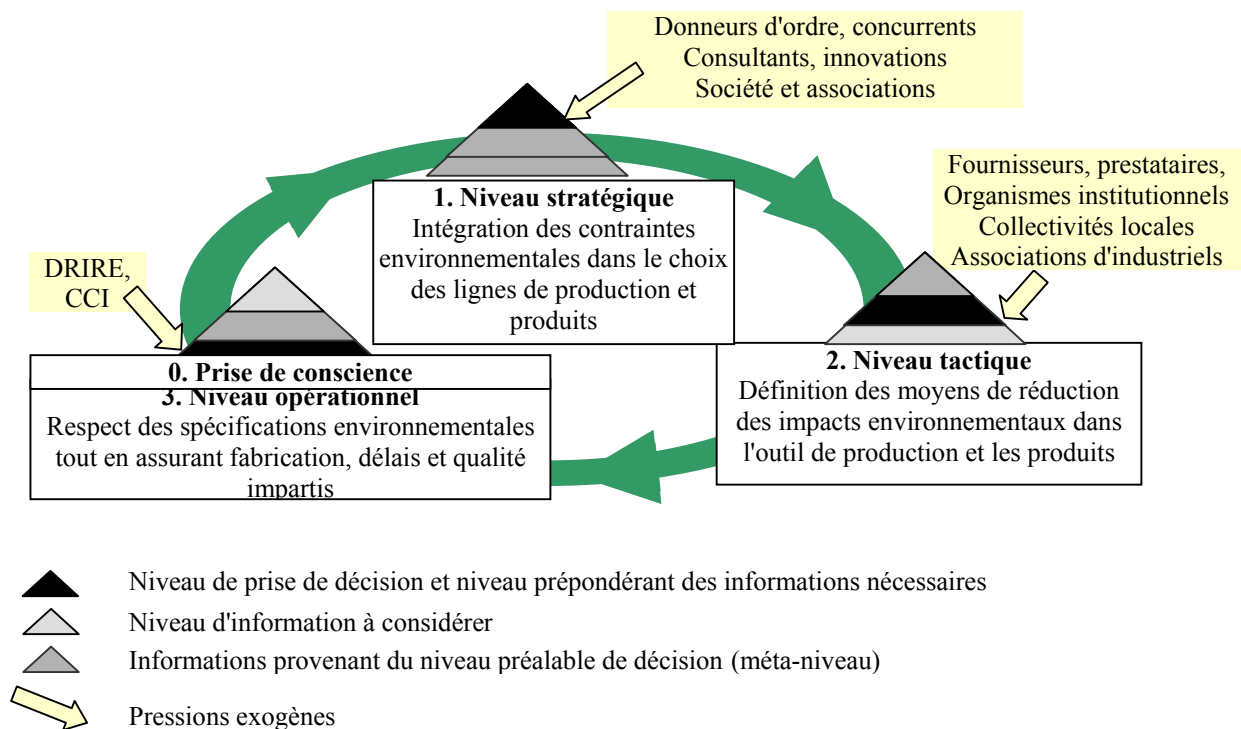 Donneurs d'ordre, concurrents
Consultants, innovations
Société et associations
Fournisseurs, prestataires,
Organismes institutionnels
Collectivités locales
Associations d'industriels
DRIRE,
CCI
1. Niveau stratégique
Intégration des contraintes
environnementales dans le choix
des lignes de production et
produits
0. Prise de conscience
3. Niveau opérationnel
Respect des spécifications environnementales
tout en assurant fabrication, délais et qualité
impartis
2. Niveau tactique
Définition des moyens de réduction
des impacts environnementaux dans
l'outil de production et les produits
Niveau de prise de décision et niveau prépondérant des informations nécessaires
Niveau d'information à considérer
Informations provenant du niveau préalable de décision (méta-niveau)
Pressions exogènes